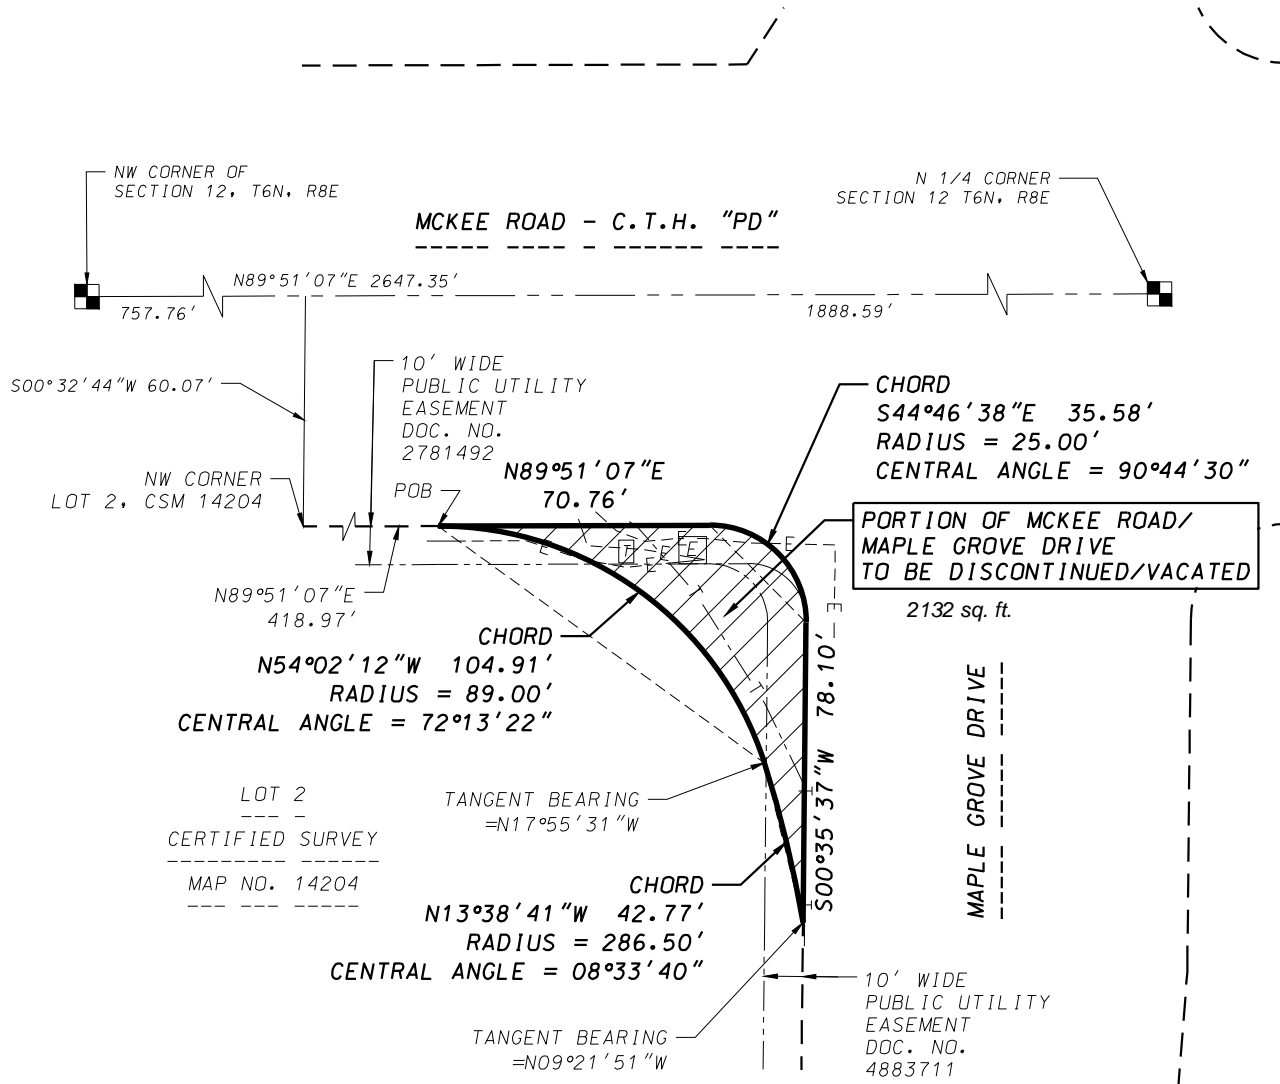 NW CORNER OF
SECTION 12, T6N, R8E
N 1/4 CORNER
SECTION 12 T6N, R8E
MCKEE ROAD - C.T.H. "PD"
N89°51'07"E 2647.35'
757.76'
1888.59'
S00°32'44"W 60.07'
10' WIDE
PUBLIC UTILITY
EASEMENT
DOC. NO.
2781492
CHORD
S44°46'38"E 35.58'
RADIUS = 25.00'
CENTRAL ANGLE = 90°44'30"
NW CORNER
LOT 2, CSM 14204
POB
N89°51'07"E
70.76'
PORTION OF MCKEE ROAD/
MAPLE GROVE DRIVE
TO BE DISCONTINUED/VACATED
2132 sq. ft.
E
T
E
E
E
E
E
T
T
T
N89°51'07"E
418.97'
CHORD
N54°02'12"W 104.91'
RADIUS = 89.00'
CENTRAL ANGLE = 72°13'22"
S00°35'37"W 78.10'
MAPLE GROVE DRIVE
LOT 2
CERTIFIED SURVEY
MAP NO. 14204
TANGENT BEARING
=N17°55'31"W
CHORD
N13°38'41"W 42.77'
RADIUS = 286.50'
CENTRAL ANGLE = 08°33'40"
TANGENT BEARING
=N09°21'51"W
10' WIDE
PUBLIC UTILITY
EASEMENT
DOC. NO.
4883711